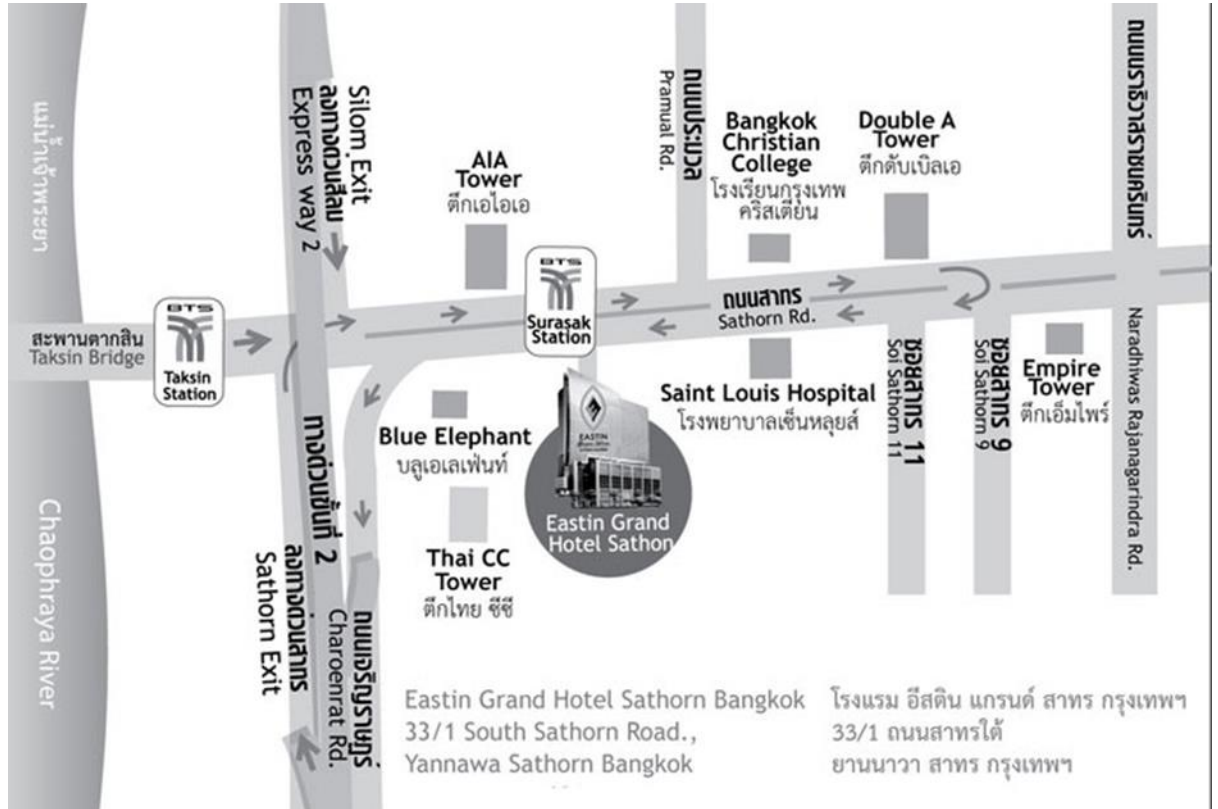 แม่น้ำเจ้าพระยา
Chaophraya River
สะพานตากสิน
Taksin Bridge
BTS
Taksin
Station
Silom Exit
ลงทางด่วนสีลม
Express way 2
ทางด่วนขั้นที่ 2
ลงทางด่วนสาทร
Sathorn Exit
ถนนเจริญราษฎร์
Charoenrat Rd.
AIA
Tower
ตึกเอไอเอ
BTS
Surasak
Station
ถนนประมวล
Pramual Rd.
Bangkok
Christian
College
โรงเรียนกรุงเทพ
คริสเตียน
Double A
Tower
ตึกดับเบิลเอ
ถนนนราธิวาสราชนครินทร์
Naradhiwas Rajanagarindra Rd.
ถนนสาทร
Sathorn Rd.
Blue Elephant
บลูเอเลเฟ่นท์
Thai CC
Tower
ตึกไทย ซีซี
EASTIN
Eastin Grand
Hotel Sathon
Saint Louis Hospital
โรงพยาบาลเซ็นหลุยส์
ซอยสาทร 11
Soi Sathorn 11
ซอยสาทร 9
Soi Sathorn 9
Empire
Tower
ตึกเอ็มไพร์
Eastin Grand Hotel Sathorn Bangkok
33/1 South Sathorn Road.,
Yannawa Sathorn Bangkok
โรงแรม อีสติน แกรนด์ สาทร กรุงเทพฯ
33/1 ถนนสาทรใต้
ยานนาวา สาทร กรุงเทพฯ